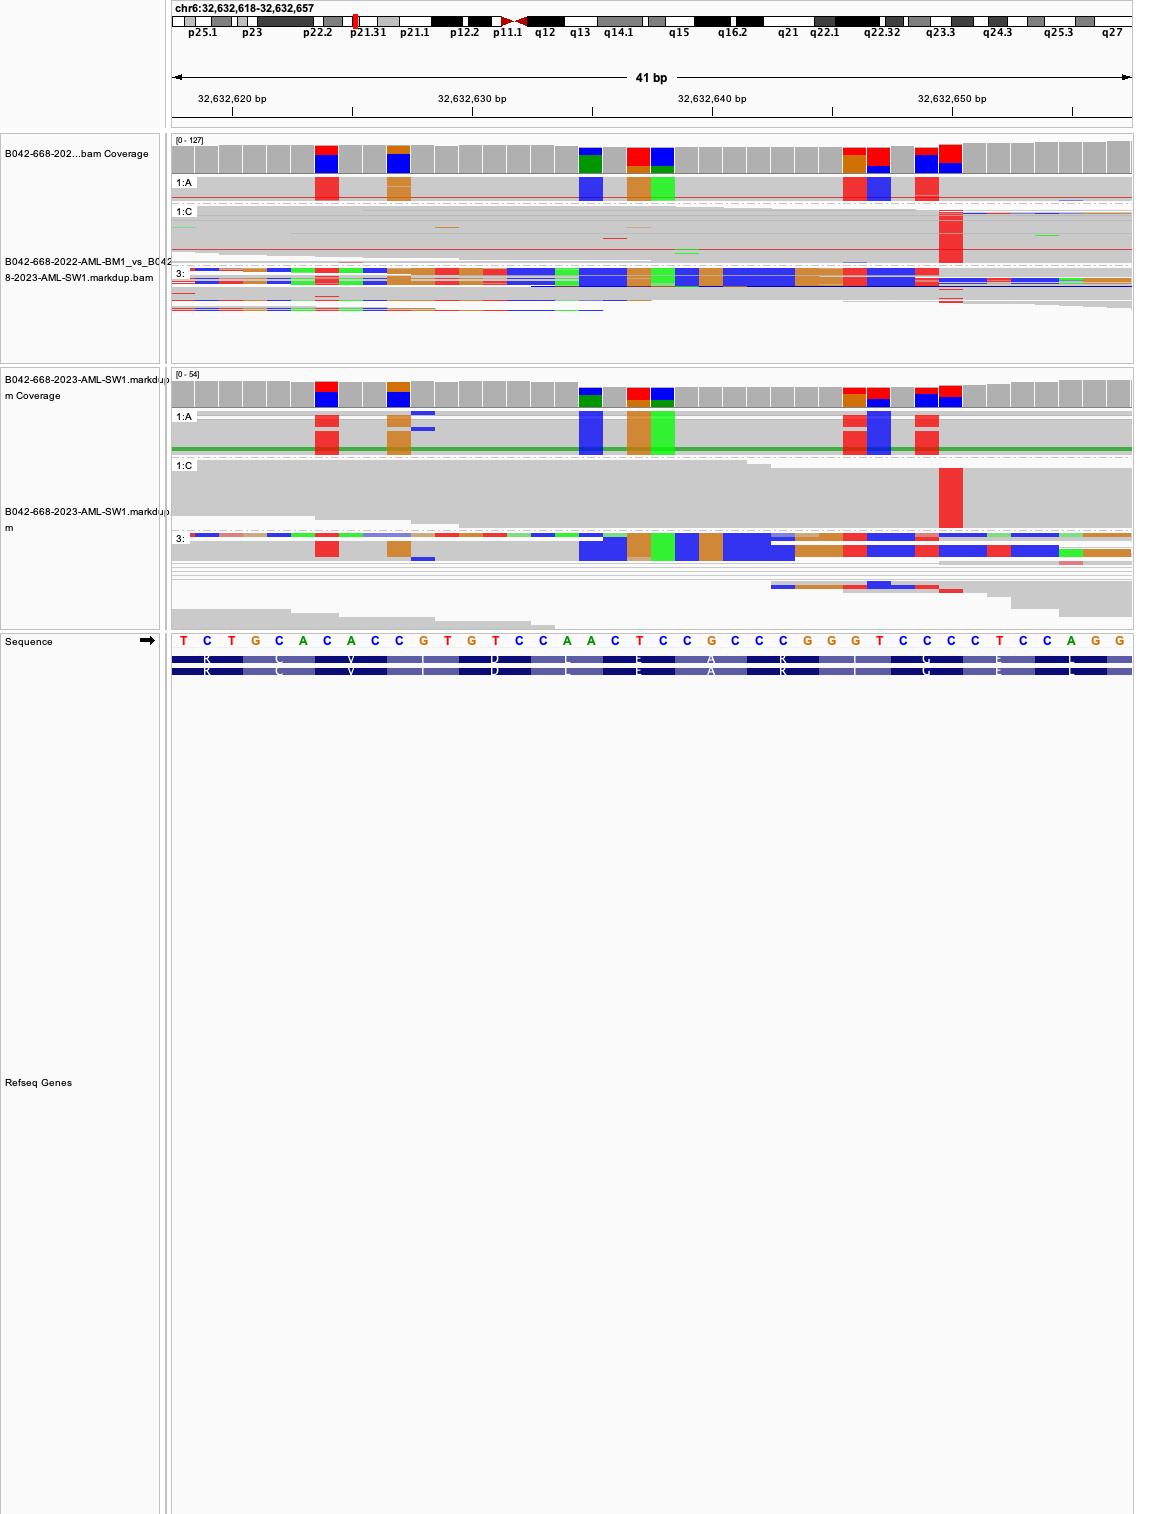 chr6:32,632,618-32,632,657
p25.1 p23 p22.2 p21.31 p21.1 p12.2 p11.1 q12 q13 q14.1 q15 q16.2 q21 q22.1 q22.32 q23.3 q24.3 q25.3 q27
41 bp
32,632,620 bp 32,632,630 bp 32,632,640 bp 32,632,650 bp
[0 - 127]
B042-668-202...bam Coverage
1:A
1:C
B042-668-2022-AML-BM1_vs_B042
3:
8-2023-AML-SW1.markdup.bam
[0 - 54]
B042-668-2023-AML-SW1.markdup
m Coverage
1:A
1:C
B042-668-2023-AML-SW1.markdup
m
3:
Sequence T C T G C A C A C C G T G T C C A A C T C C G C C C G G G T C C C C T C C A G G
R C V T D L E A R T G E L
R C V T D L E A R T G E L
Refseq Genes